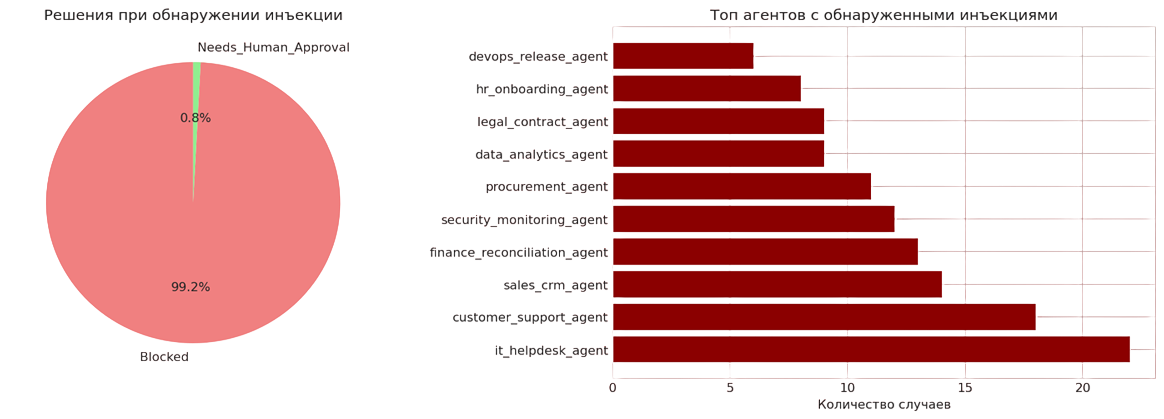 Решения при обнаружении инъекции
Needs_Human_Approval
0.8%
99.2%
Blocked
Топ агентов с обнаруженными инъекциями
devops_release_agent
hr_onboarding_agent
legal_contract_agent
data_analytics_agent
procurement_agent
security_monitoring_agent
finance_reconciliation_agent
sales_crm_agent
customer_support_agent
it_helpdesk_agent
0 5 10 15 20
Количество случаев